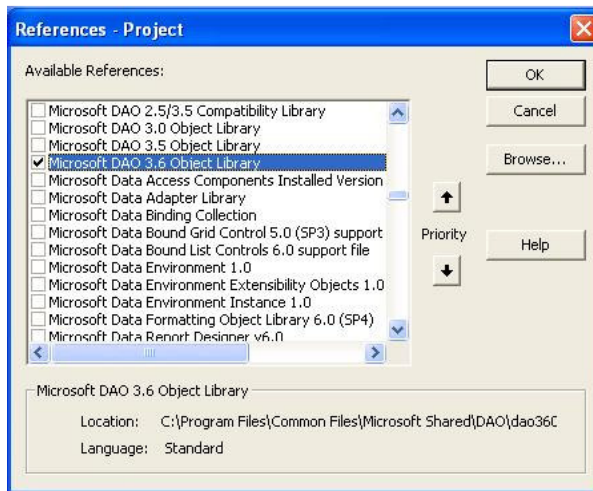 References - Project
Available References:
Microsoft DAO 2.5/3.5 Compatibility Library
Microsoft DAO 3.0 Object Library
Microsoft DAO 3.5 Object Library
Microsoft DAO 3.6 Object Library
Microsoft Data Access Components Installed Version
Microsoft Data Adapter Library
Microsoft Data Binding Collection
Microsoft Data Bound Grid Control 5.0 (SP3) support
Microsoft Data Bound List Controls 6.0 support file
Microsoft Data Environment 1.0
Microsoft Data Environment Extensibility Objects 1.0
Microsoft Data Environment Instance 1.0
Microsoft Data Formatting Object Library 6.0 (SP4)
Microsoft Data Report Designer v6.0
Priority
OK
Cancel
Browse...
Help
Microsoft DAO 3.6 Object Library
Location: C:\Program Files\Common Files\Microsoft Shared\DAO\dao360
Language: Standard